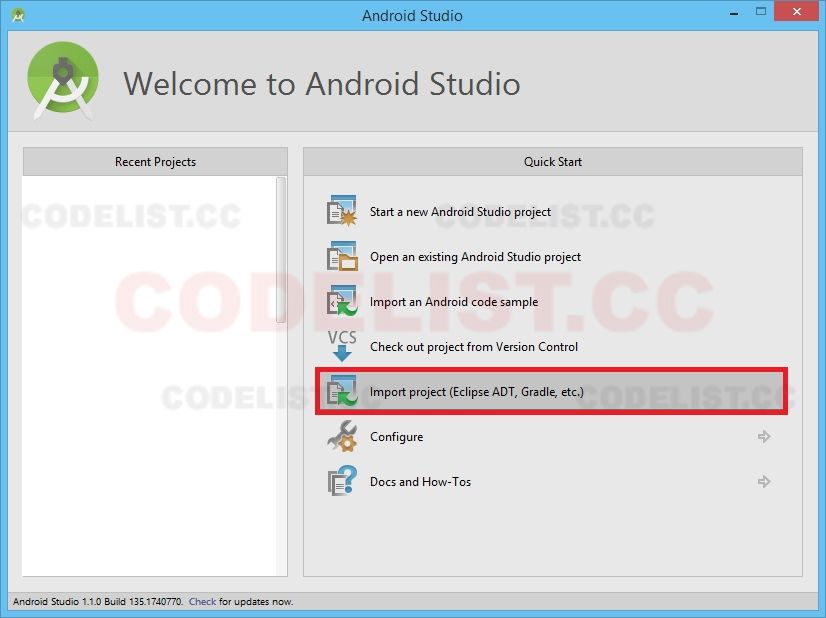 Android Studio
Welcome to Android Studio
Recent Projects
Quick Start
CODELIST.CC
CODELIST.CC
Start a new Android Studio project
Open an existing Android Studio project
Import an Android code sample
CODELIST.CC
VCS
Check out project from Version Control
Import project (Eclipse ADT, Gradle, etc.)
CODELIST.CC
CODELIST.CC
Configure
Docs and How-Tos
Android Studio 1.1.0 Build 135.1740770. Check for updates now.